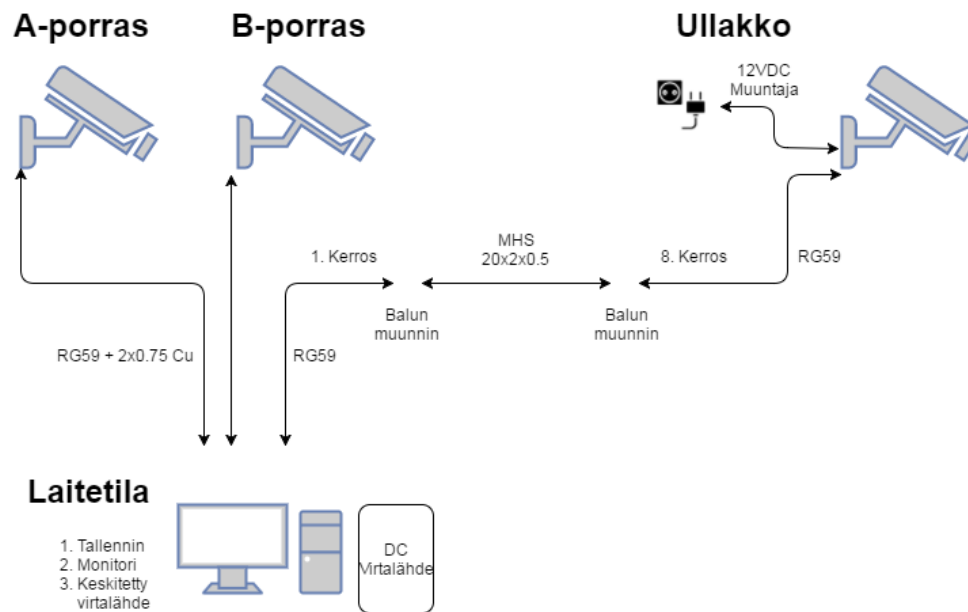 A-porras
B-porras
Ullakko
12VDC
Muuntaja
1. Kerros
MHS
20x2x0.5
8. Kerros
RG59
Balun
muunnin
Balun
muunnin
RG59 + 2x0.75 Cu
RG59
Laitetila
1. Tallennin
2. Monitori
3. Keskitetty
virtalähde
DC
Virtalähde